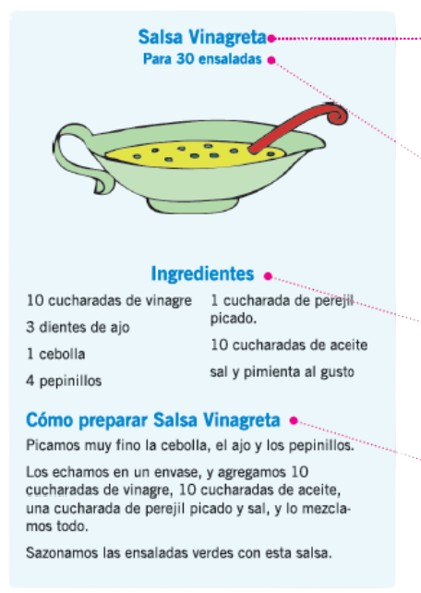 Salsa Vinagreta
Para 30 ensaladas
Ingredientes
10 cucharadas de vinagre
3 dientes de ajo
1 cebolla
4 pepinillos
1 cucharada de perejil
picado.
10 cucharadas de aceite
sal y pimienta al gusto
Cómo preparar Salsa Vinagreta
Picamos muy fino la cebolla, el ajo y los pepinillos.
Los echamos en un envase, y agregamos 10
cucharadas de vinagre, 10 cucharadas de aceite,
una cucharada de perejil picado y sal, y lo mezcla-
mos todo.
Sazonamos las ensaladas verdes con esta salsa.